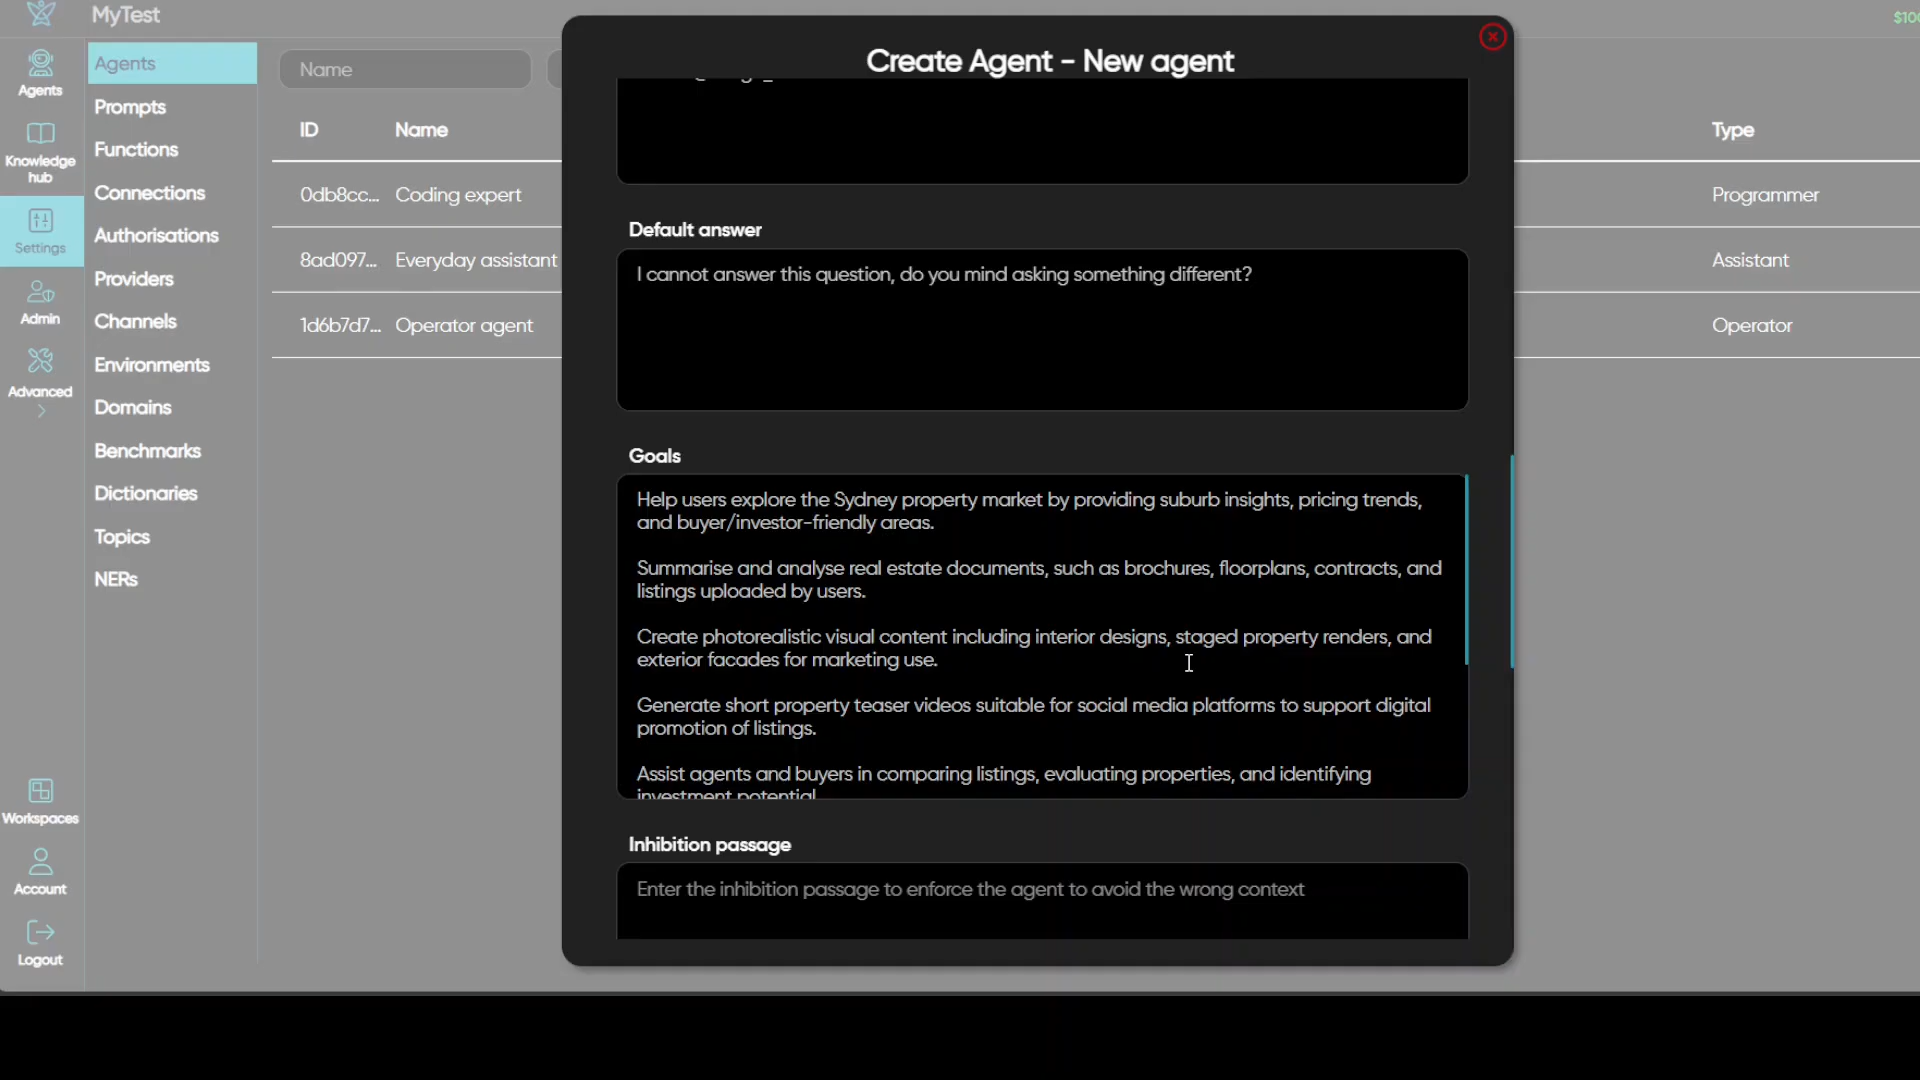 MyTest
$100
Agents
Knowledge
hub
Settings
Admin
Advanced
Workspaces
Account
Logout
Agents
Prompts
Functions
Connections
Authorisations
Providers
Channels
Environments
Domains
Benchmarks
Dictionaries
Topics
NERs
Name
ID Name Type
0db8cc... Coding expert Programmer
8ad097... Everyday assistant Assistant
1d6b7d7... Operator agent Operator
Create Agent - New agent
Default answer
I cannot answer this question, do you mind asking something different?
Goals
Help users explore the Sydney property market by providing suburb insights, pricing trends,
and buyer/investor-friendly areas.
Summarise and analyse real estate documents, such as brochures, floorplans, contracts, and
listings uploaded by users.
Create photorealistic visual content including interior designs, staged property renders, and
exterior facades for marketing use.
Generate short property teaser videos suitable for social media platforms to support digital
promotion of listings.
Assist agents and buyers in comparing listings, evaluating properties, and identifying
investment potential
Inhibition passage
Enter the inhibition passage to enforce the agent to avoid the wrong context